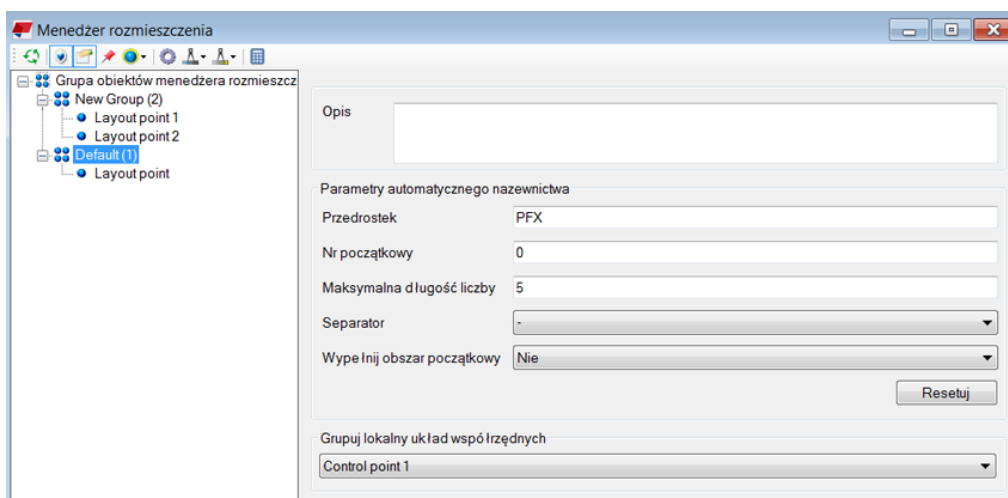 Menedżer rozmieszczenia
Grupa obiektów menedżera rozmieszcz
New Group (2)
Layout point 1
Layout point 2
Default (1)
Layout point
Opis
Parametry automatycznego nazewnictwa
Przedrostek PFX
Nr początkowy 0
Maksymalna długość liczby 5
Separator -
Wypełnij obszar początkowy Nie
Resetuj
Grupuj lokalny układ współrzędnych
Control point 1